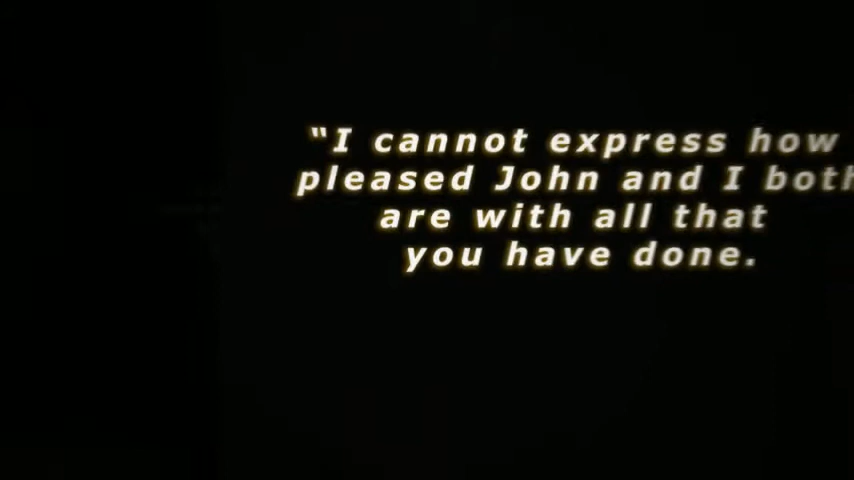 “I cannot express how
pleased John and I both
are with all that
you have done.